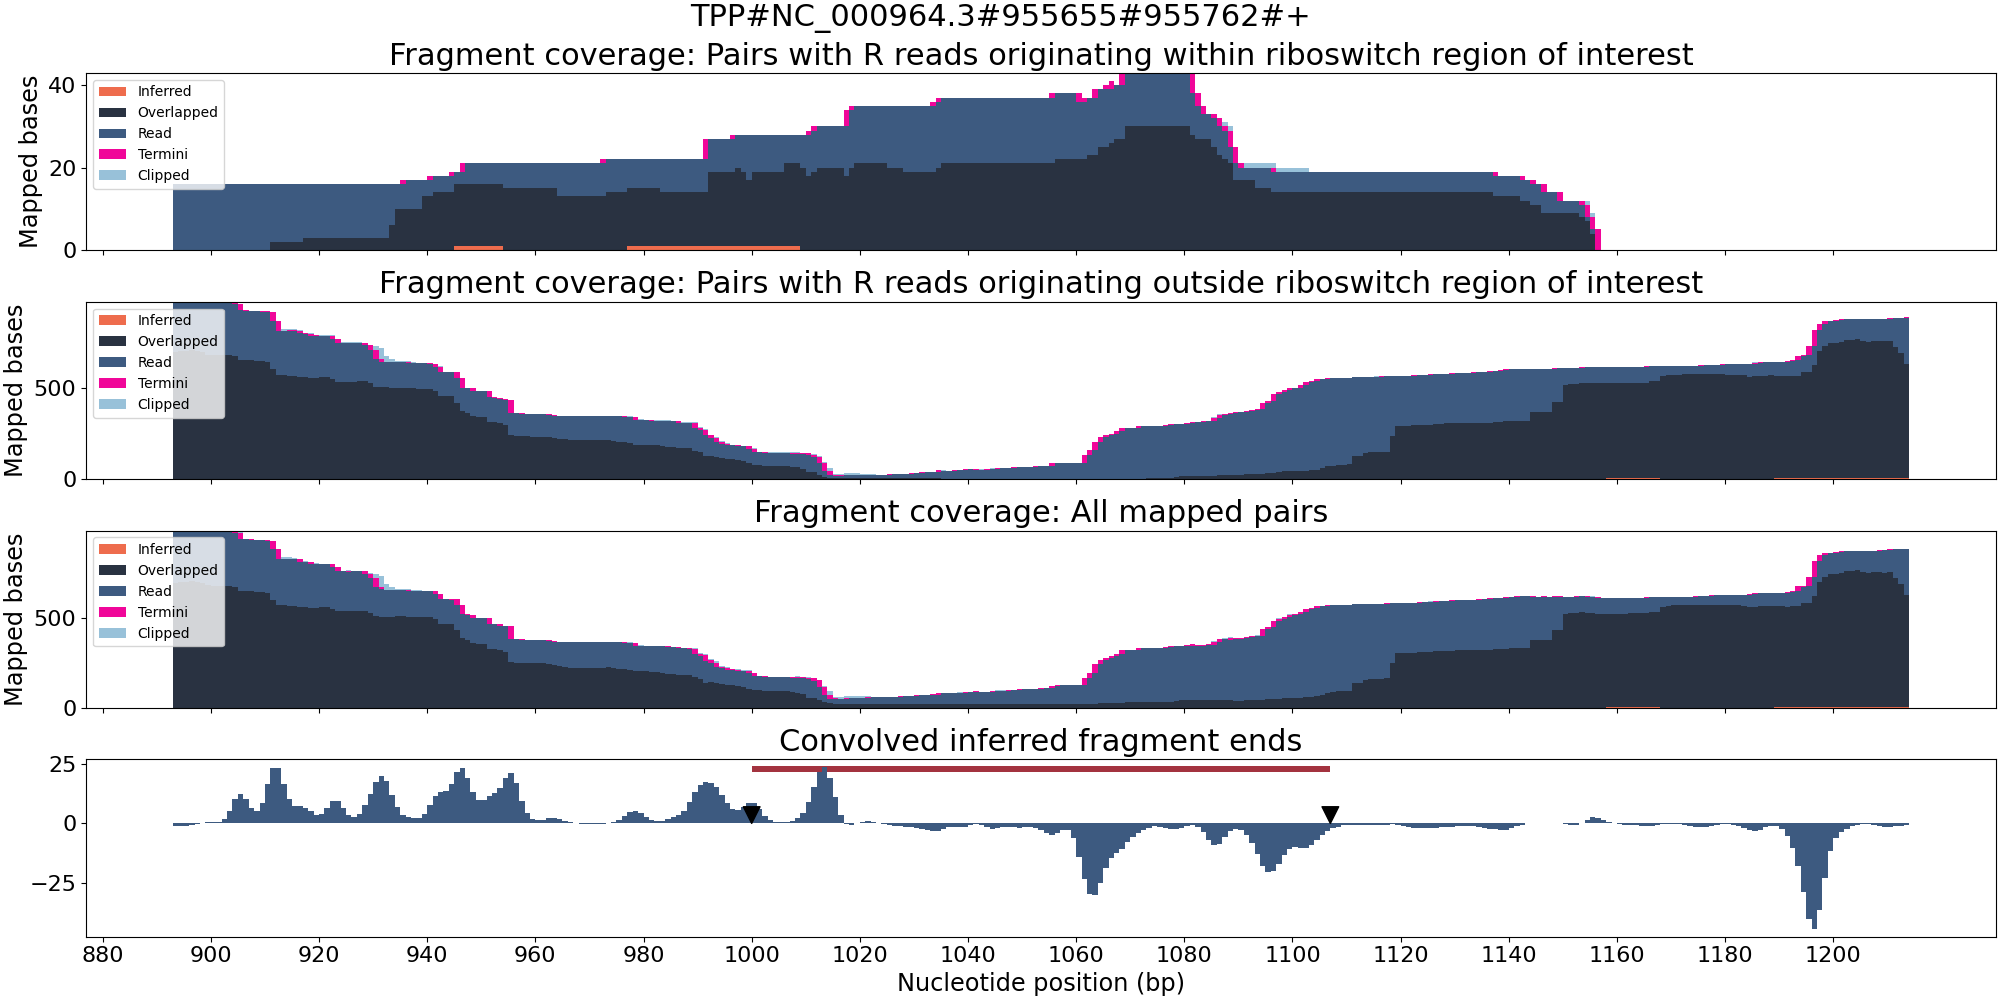 TPP#NC_000964.3#955655#955762#+
Fragment coverage: Pairs with R reads originating within riboswitch region of interest
Mapped bases
40
20
0
Inferred
Overlapped
Read
Termini
Clipped
Fragment coverage: Pairs with R reads originating outside riboswitch region of interest
Mapped bases
500
0
Inferred
Overlapped
Read
Termini
Clipped
Fragment coverage: All mapped pairs
Mapped bases
500
0
Inferred
Overlapped
Read
Termini
Clipped
Convolved inferred fragment ends
25
0
−25
880 900 920 940 960 980 1000 1020 1040 1060 1080 1100 1120 1140 1160 1180 1200
Nucleotide position (bp)